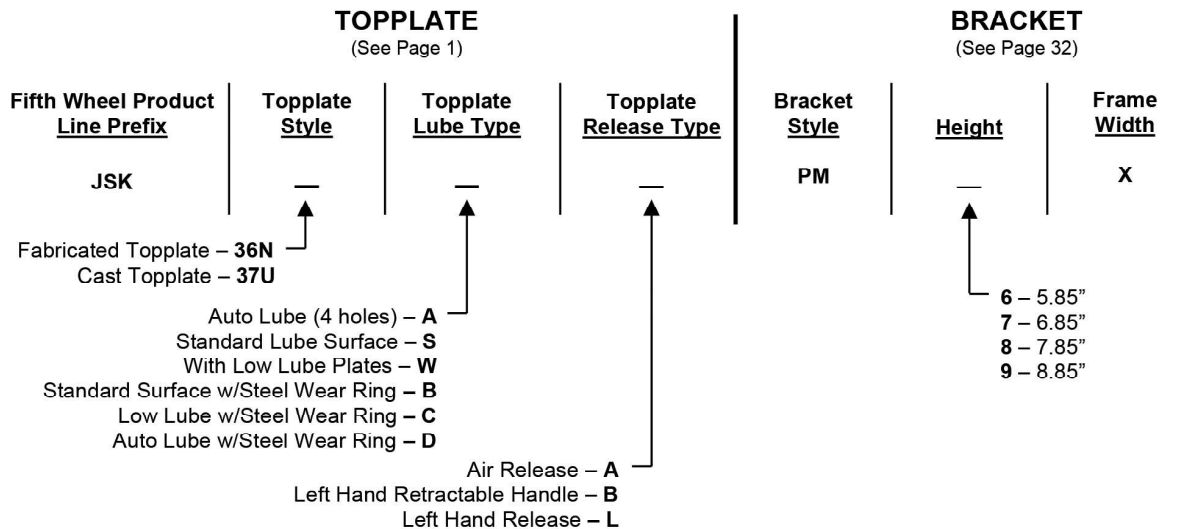 TOPPLATE
(See Page 1)
BRACKET
(See Page 32)
Fifth Wheel Product
Line Prefix
JSK
Topplate
Style
—
Topplate
Lube Type
—
Topplate
Release Type
—
Bracket
Style
PM
Height
—
Frame
Width
X
Fabricated Topplate – 36N
Cast Topplate – 37U
Auto Lube (4 holes) – A
Standard Lube Surface – S
With Low Lube Plates – W
Standard Surface w/Steel Wear Ring – B
Low Lube w/Steel Wear Ring – C
Auto Lube w/Steel Wear Ring – D
Air Release – A
Left Hand Retractable Handle – B
Left Hand Release – L
6 – 5.85”
7 – 6.85”
8 – 7.85”
9 – 8.85”